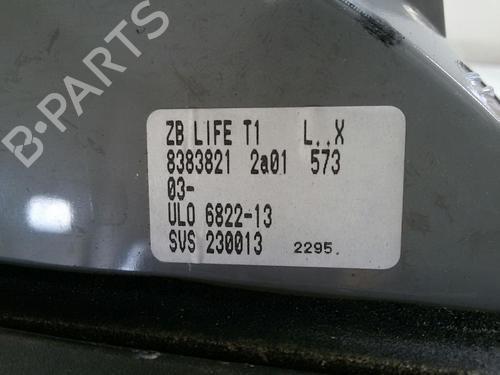 B-PARTS
ZB LIFE T1 L..X
8383821 2a01 573
03-
ULO 6822-13
SVS 230013 2295.